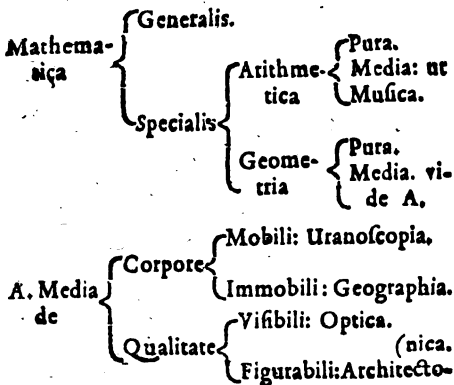 Generalis.
Mathema-
tiça
Specialis
Arithme-
tica
Pura.
Media: ut
Muſica.
Geome-
tria
Pura.
Media. vi-
de A.
A. Media
de
Corpore
Mobili: Uranoſcopia.
Immobili: Geographia.
Qualitate
Viſibili: Optica.
(nica.
Figurabili: Architecto-